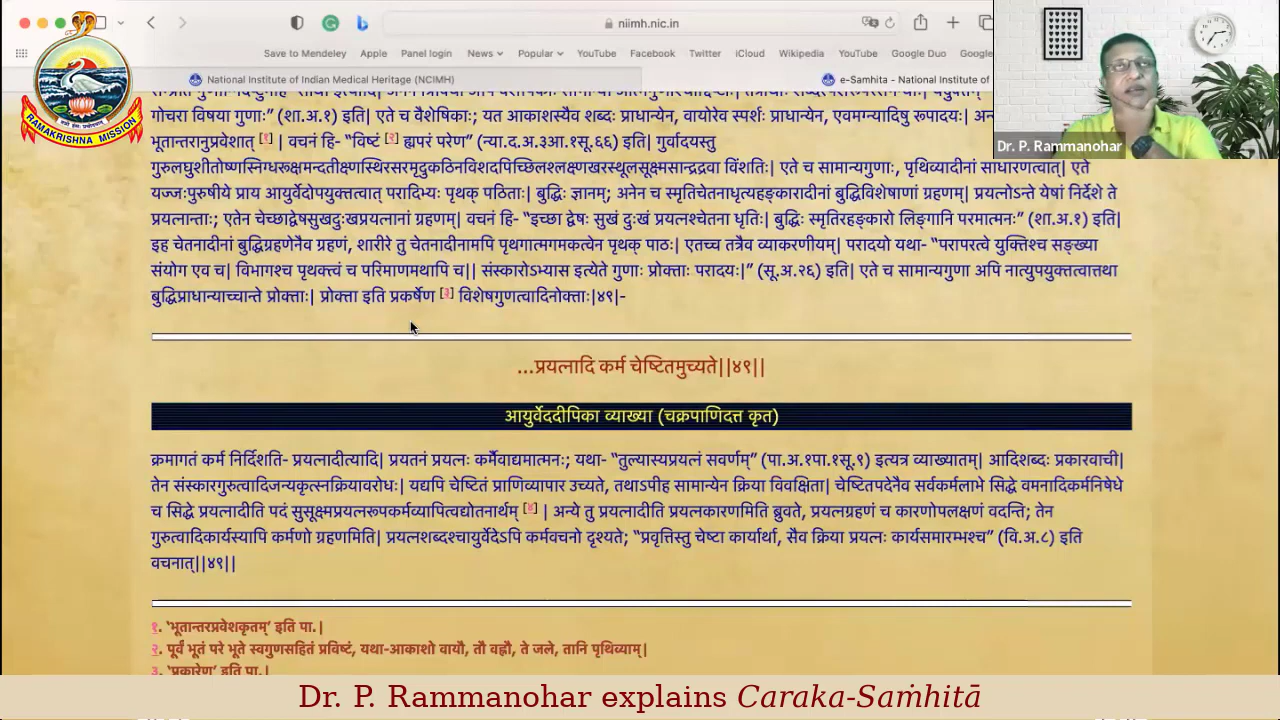 niimh.nic.in
Save to Mendeley Apple Panel login News Popular YouTube Facebook Twitter iCloud Wikipedia YouTube Google Duo Google
National Institute of Indian Medical Heritage (NCIMH)
e-Samhita - National Institute of
RAMAKRISHNA MISSION
Dr. P. Rammanohar
गोचरा विषया गुणाः” (शा.अ.१) इति| एते च वैशेषिकाः; यत आकाशस्यैव शब्दः प्राधान्येन, वायोरेव स्पर्शः प्राधान्येन, एवमग्न्यादिषु रूपादयः|
भूतान्तरानुप्रवेशात् [१] | वचनं हि- “विष्टं [२] ह्यपरं परेण” (न्या.द.अ.३आ.१सू.६६) इति| गुर्वादयस्तु
गुरुलघुशीतोष्णस्निग्धरूक्षमन्दतीक्ष्णस्थिरसरमृदुकठिनविशदपिच्छिलश्लक्ष्णखरस्थूलसूक्ष्मसान्द्रद्रवा विंशतिः| एते च सामान्यगुणाः, पृथिव्यादीनां साधारणत्वात्| एते
यज्जःपुरुषीये प्राय आयुर्वेदोपयुक्तत्वात् परादिभ्यः पृथक् पठिताः| बुद्धिः ज्ञानम्; अनेन च स्मृतिचेतनाधृत्यहङ्कारादीनां बुद्धिविशेषाणां ग्रहणम्| प्रयत्नोऽन्ते येषां निर्देशे ते
प्रयत्नान्ताः; एतेन चेच्छाद्वेषसुखदुःखप्रयत्नानां ग्रहणम्| वचनं हि- “इच्छा द्वेषः सुखं दुःखं प्रयत्नश्चेतना धृतिः| बुद्धिः स्मृतिरहङ्कारो लिङ्गानि परमात्मनः” (शा.अ.१) इति|
इह चेतनादीनां बुद्धिग्रहणेनैव ग्रहणं, शारीरे तु चेतनादीनामपि पृथगात्मगमकत्वेन पृथक् पाठः| एतच्च तत्रैव व्याकरणीयम्| परादयो यथा- “परापरत्वे युक्तिश्च सङ्ख्या
संयोग एव च| विभागश्च पृथक्त्वं च परिमाणमथापि च|| संस्कारोऽभ्यास इत्येते गुणाः प्रोक्ताः परादयः|” (सू.अ.२६) इति| एते च सामान्यगुणा अपि नात्युपयुक्तत्वात्तथा
बुद्धिप्राधान्याच्चान्ते प्रोक्ताः| प्रोक्ता इति प्रकर्षेण [३] विशेषगुणत्वादिनोक्ताः|४९|-
...प्रयत्नादि कर्म चेष्टितमुच्यते||४९||
आयुर्वेददीपिका व्याख्या (चक्रपाणिदत्त कृत)
क्रमागतं कर्म निर्दिशति- प्रयत्नादीत्यादि| प्रयतनं प्रयत्नः कर्मैवाद्यमात्मनः; यथा- “तुल्यास्यप्रयत्नं सवर्णम्” (पा.अ.१पा.१सू.९) इत्यत्र व्याख्यातम्| आदिशब्दः प्रकारवाची|
तेन संस्कारगुरुत्वादिजन्यकृत्स्नक्रियावरोधः| यद्यपि चेष्टितं प्राणिव्यापार उच्यते, तथाऽपीह सामान्येन क्रिया विवक्षिता| चेष्टितपदेनैव सर्वकर्मलाभे सिद्धे वमनादिकर्मनिषेधे
च सिद्धे प्रयत्नादीति पदं सुसूक्ष्मप्रयत्नरूपकर्मव्यापित्वद्योतनार्थम् [४] | अन्ये तु प्रयत्नादीति प्रयत्नकारणमिति ब्रुवते, प्रयत्नग्रहणं च कारणोपलक्षणं वदन्ति; तेन
गुरुत्वादिकार्यस्यापि कर्मणो ग्रहणमिति| प्रयत्नशब्दश्चायुर्वेदेऽपि कर्मवचनो दृश्यते; “प्रवृत्तिस्तु चेष्टा कार्यार्था, सैव क्रिया प्रयत्नः कार्यसमारम्भश्च” (वि.अ.८) इति
वचनात्||४९||
१. ‘भूतान्तरप्रवेशकृतम्’ इति पा.|
२. पूर्वं भूतं परे भूते स्वगुणसहितं प्रविष्टं, यथा-आकाशो वायौ, तौ वह्नौ, ते जले, तानि पृथिव्याम्|
३. ‘प्रकारेण’ इति पा.|
Dr. P. Rammanohar explains Caraka-Saṁhitā